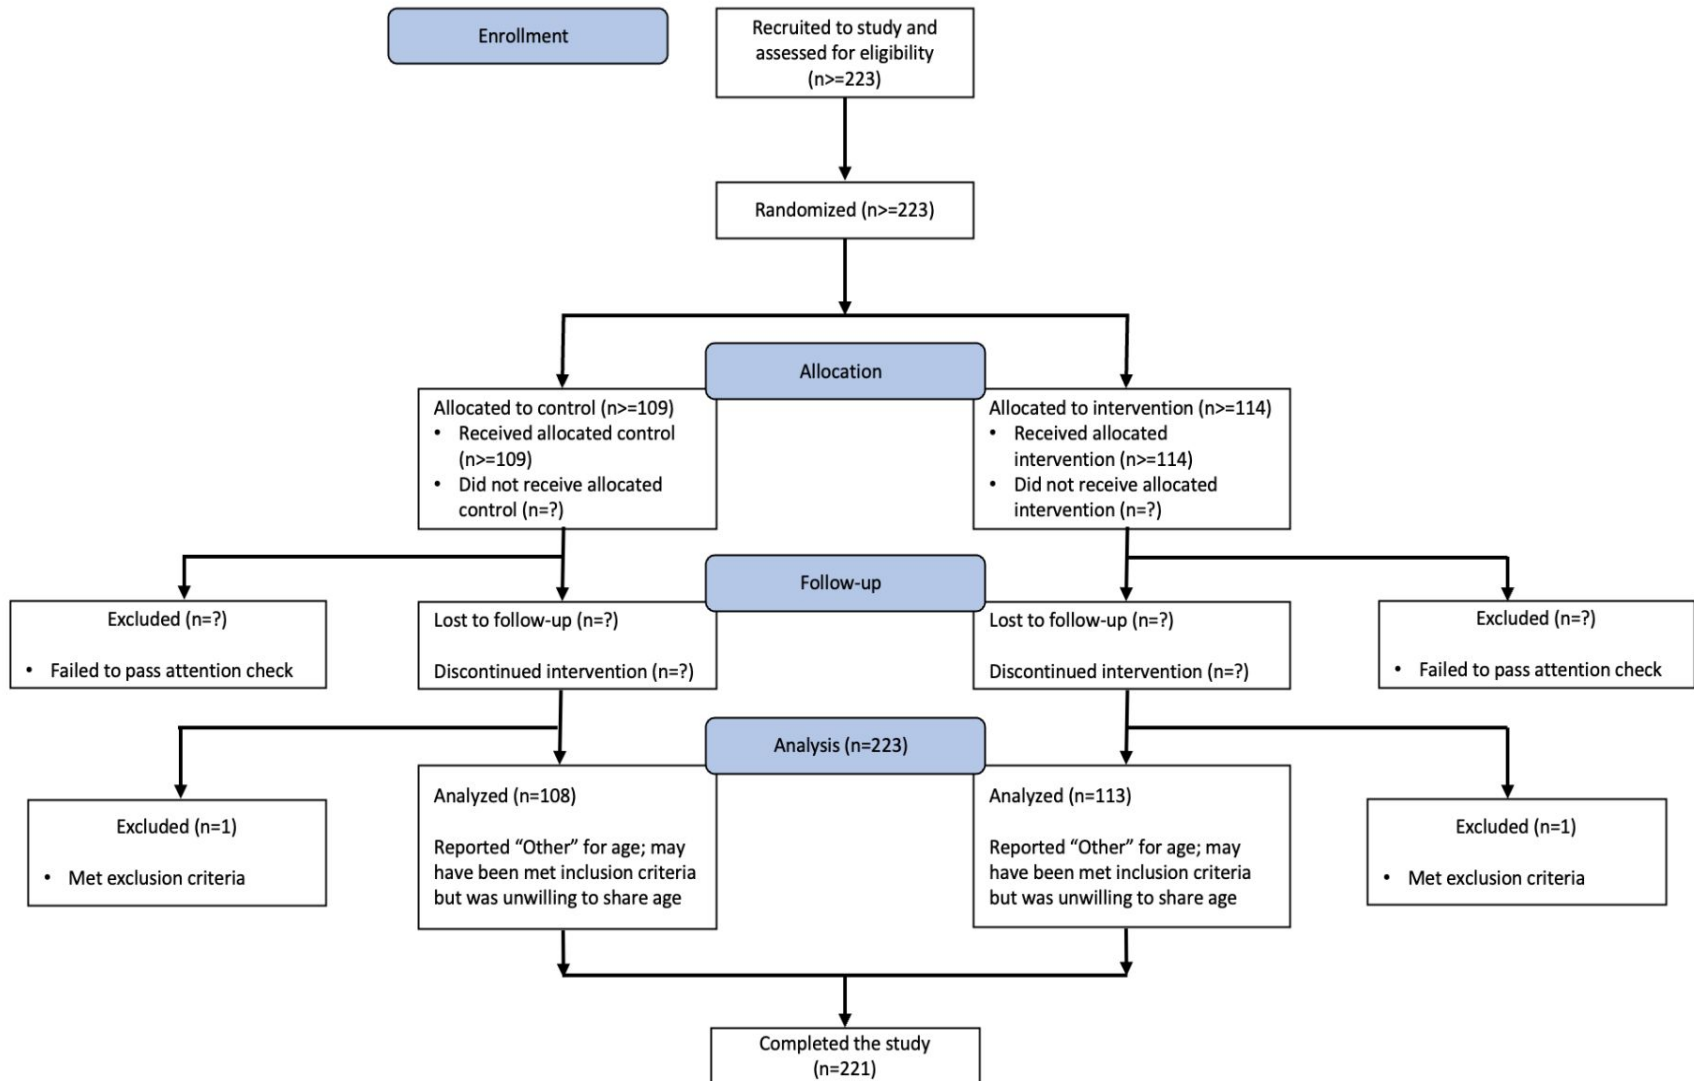 Enrollment
Recruited to study and
assessed for eligibility
(n>=223)
Randomized (n>=223)
Allocation
Allocated to control (n>=109)
• Received allocated control
(n>=109)
• Did not receive allocated
control (n=?)
Allocated to intervention (n>=114)
• Received allocated
intervention (n>=114)
• Did not receive allocated
intervention (n=?)
Follow-up
Excluded (n=?)
• Failed to pass attention check
Lost to follow-up (n=?)
Discontinued intervention (n=?)
Lost to follow-up (n=?)
Discontinued intervention (n=?)
Excluded (n=?)
• Failed to pass attention check
Analysis (n=223)
Excluded (n=1)
• Met exclusion criteria
Analyzed (n=108)
Reported “Other” for age; may
have been met inclusion criteria
but was unwilling to share age
Analyzed (n=113)
Reported “Other” for age; may
have been met inclusion criteria
but was unwilling to share age
Excluded (n=1)
• Met exclusion criteria
Completed the study
(n=221)